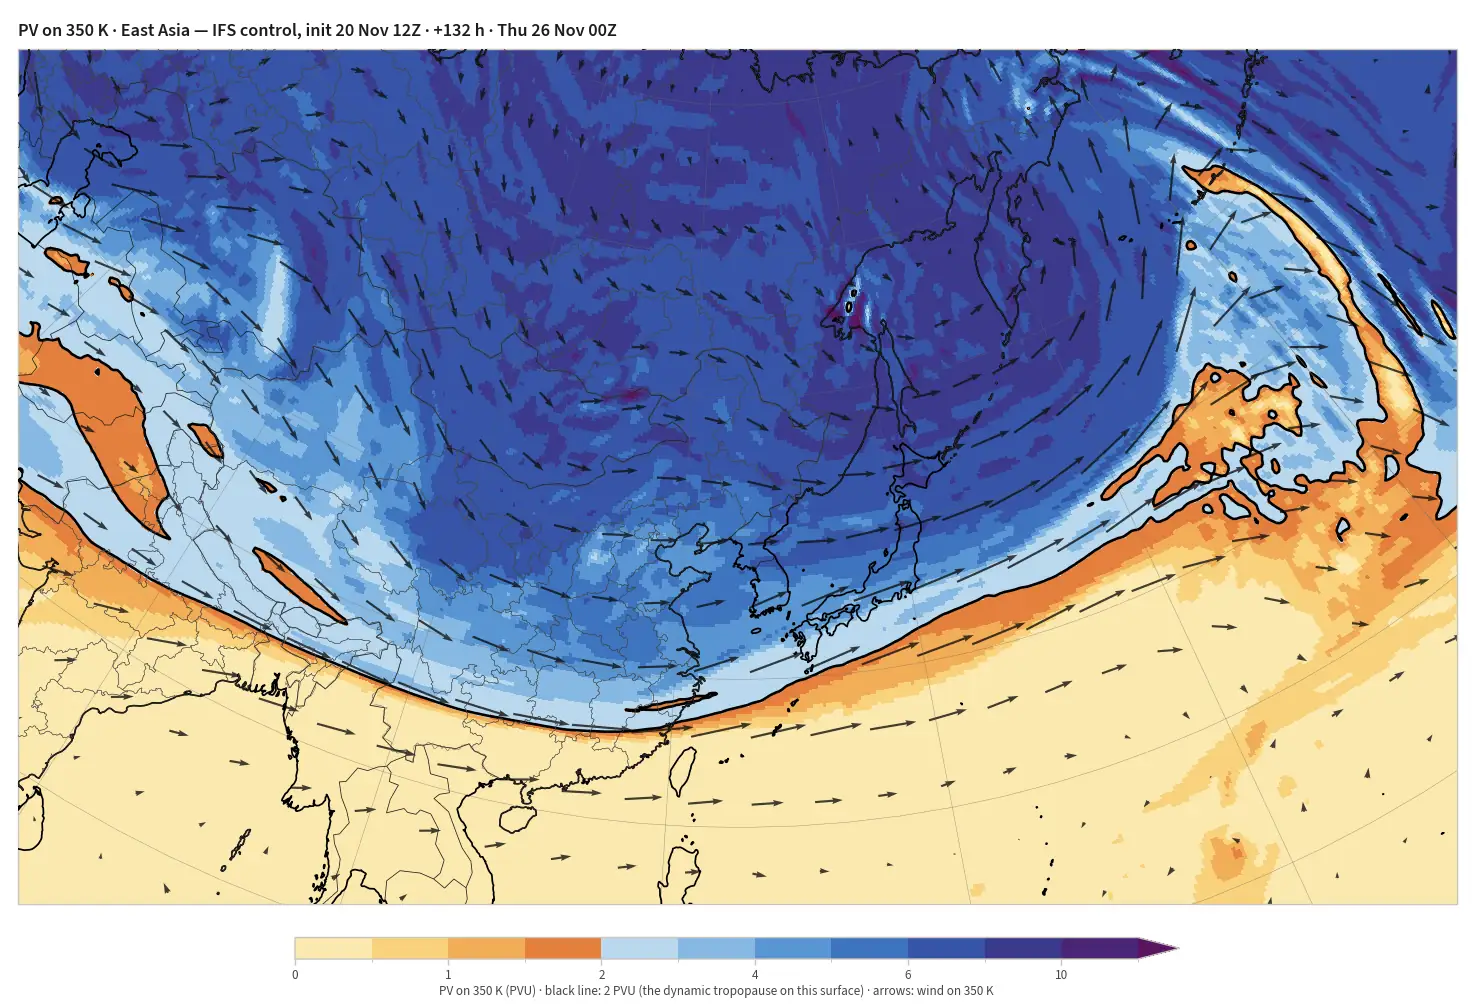 PV on 350 K · East Asia — IFS control, init 20 Nov 12Z · +132 h · Thu 26 Nov 00Z
0 1 2 4 6 10
PV on 350 K (PVU) · black line: 2 PVU (the dynamic tropopause on this surface) · arrows: wind on 350 K